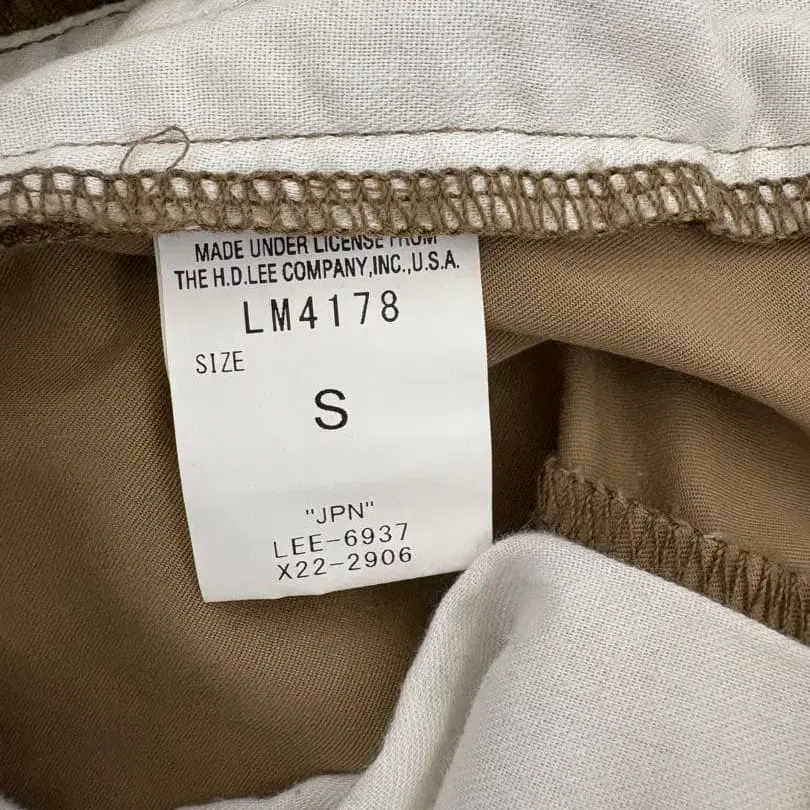 MADE UNDER LICENSE FROM
THE H.D.LEE COMPANY,INC.,U.S.A.
LM4178
SIZE
S
"JPN"
LEE-6937
X22-2906